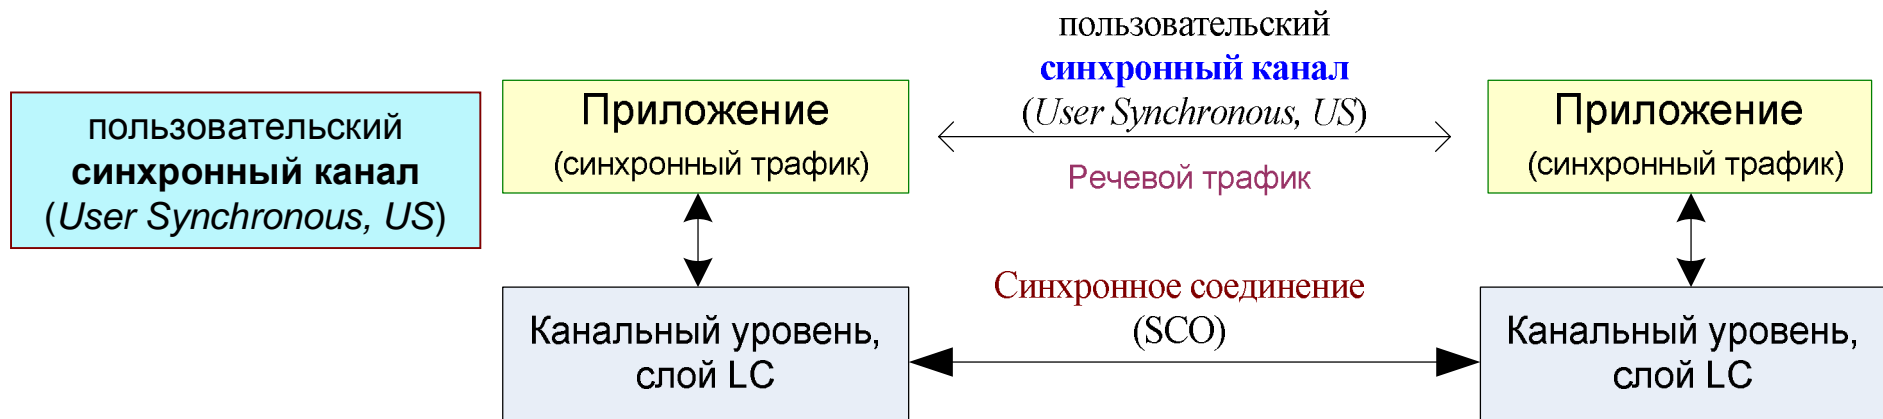 пользовательский
синхронный канал
(User Synchronous, US)
Приложение
(синхронный трафик)
пользовательский
синхронный канал
(User Synchronous, US)
Речевой трафик
Приложение
(синхронный трафик)
Канальный уровень,
слой LC
Синхронное соединение
(SCO)
Канальный уровень,
слой LC